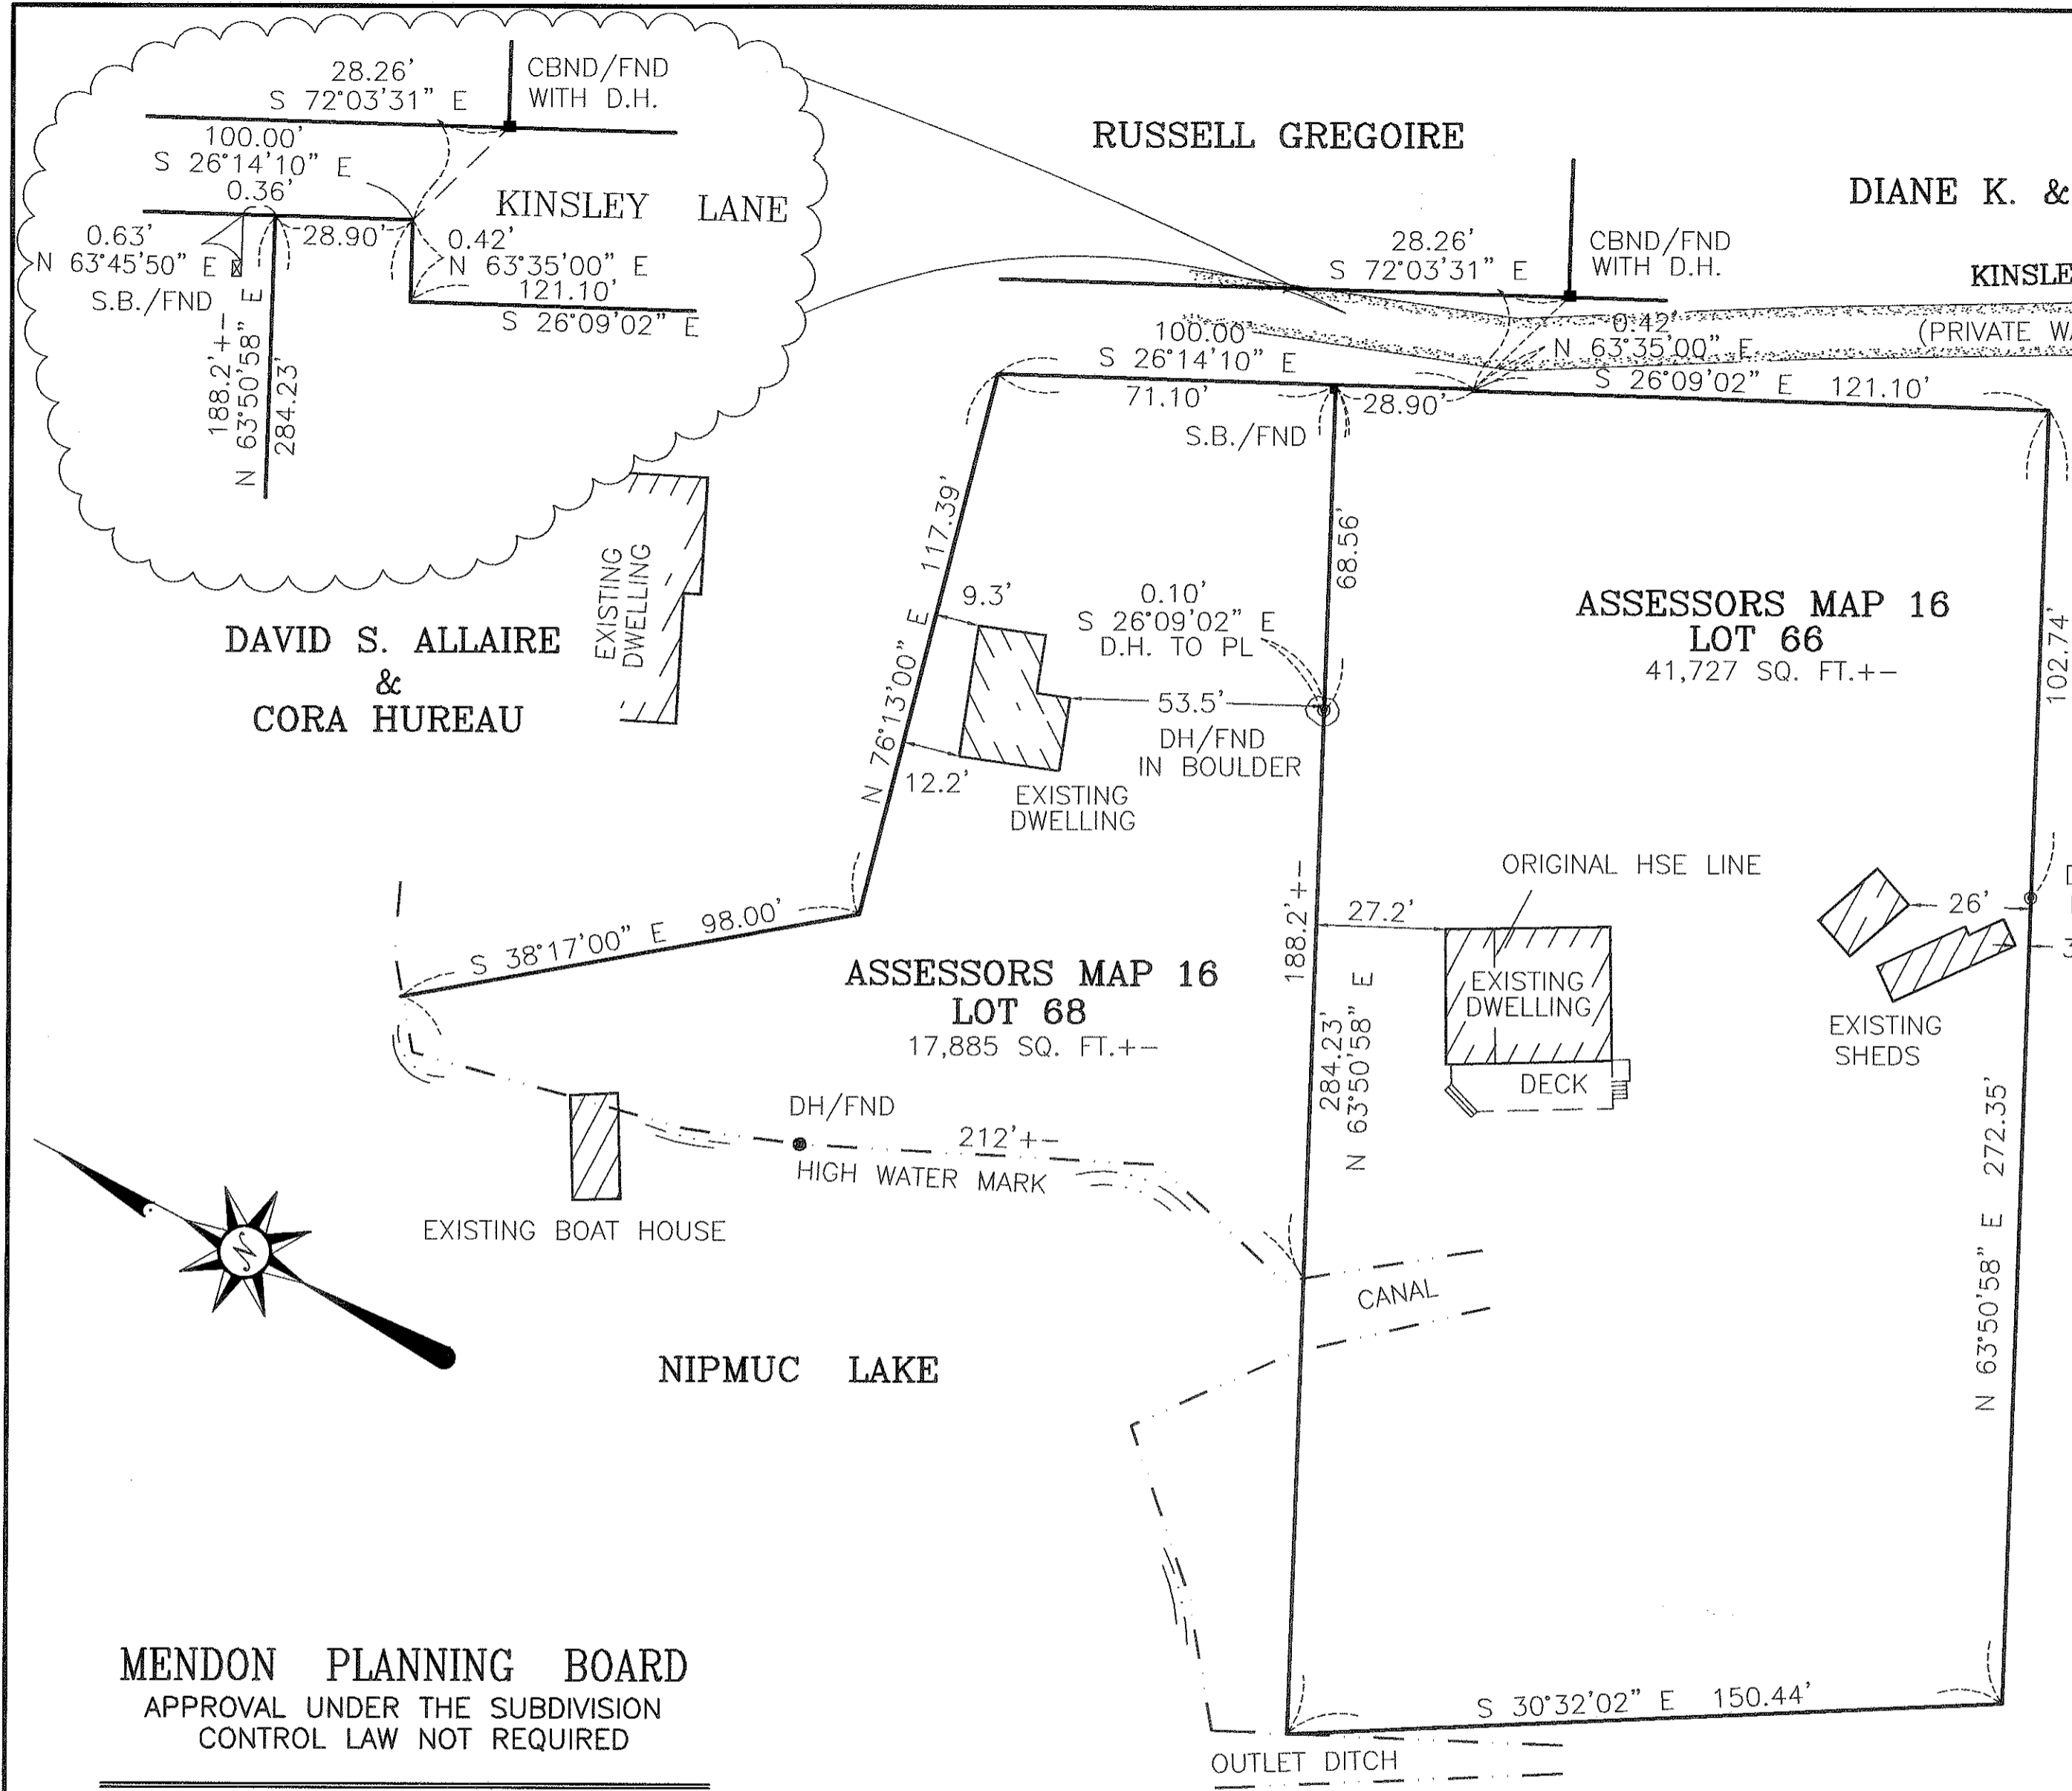 28.26'
S 72°03'31" E
CBND/FND
WITH D.H.
100.00'
S 26°14'10" E
0.36'
KINSLEY LANE
0.63'
N 63°45'50" E
S.B./FND
28.90'
0.42'
N 63°35'00" E
121.10'
S 26°09'02" E
188.2'+-
N 63°50'58" E
284.23'
RUSSELL GREGOIRE
DIANE K. &
28.26'
S 72°03'31" E
CBND/FND
WITH D.H.
KINSLE
(PRIVATE WA
0.42'
N 63°35'00" E
100.00'
S 26°14'10" E
71.10'
28.90'
S 26°09'02" E 121.10'
S.B./FND
EXISTING
DWELLING
DAVID S. ALLAIRE
&
CORA HUREAU
N 76°13'00" E 117.39'
9.3'
12.2'
EXISTING
DWELLING
0.10'
S 26°09'02" E
D.H. TO PL
53.5'
DH/FND
IN BOULDER
68.56'
ASSESSORS MAP 16
LOT 66
41,727 SQ. FT.+-
102.74'
ORIGINAL HSE LINE
27.2'
EXISTING
DWELLING
DECK
26'
3
EXISTING
SHEDS
S 38°17'00" E 98.00'
ASSESSORS MAP 16
LOT 68
17,885 SQ. FT.+-
188.2'+-
284.23'
N 63°50'58" E
N 63°50'58" E 272.35'
DH/FND
212'+-
HIGH WATER MARK
EXISTING BOAT HOUSE
N
CANAL
NIPMUC LAKE
MENDON PLANNING BOARD
APPROVAL UNDER THE SUBDIVISION
CONTROL LAW NOT REQUIRED
S 30°32'02" E 150.44'
OUTLET DITCH